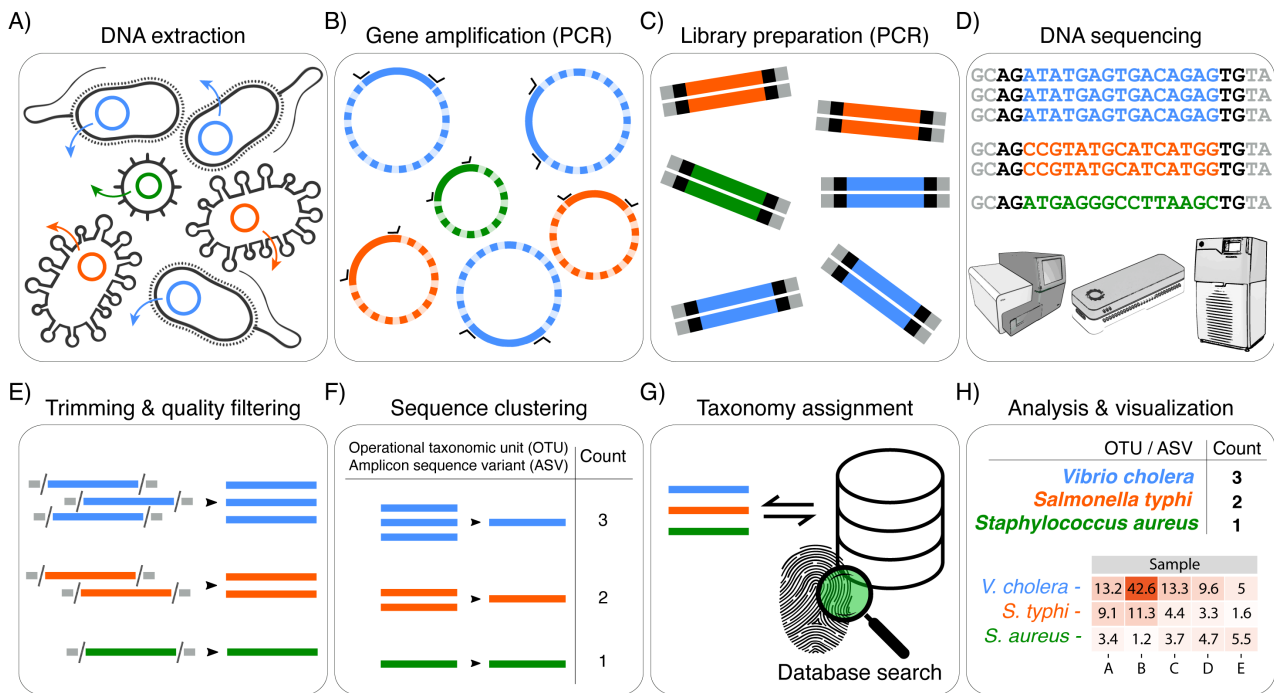 A)
DNA extraction
B)
Gene amplification (PCR)
C)
Library preparation (PCR)
D)
DNA sequencing
GCAGATATGAGTGACAGAGTGTA
GCAGATATGAGTGACAGAGTGTA
GCAGATATGAGTGACAGAGTGTA
GCAGCCGTATGCATCATGGTGTA
GCAGCCGTATGCATCATGGTGTA
GCAGATGAGGGCCTTAAGCTGTA
E)
Trimming & quality filtering
F)
Sequence clustering
Operational taxonomic unit (OTU)
Amplicon sequence variant (ASV)
Count
3
2
1
G)
Taxonomy assignment
Database search
H)
Analysis & visualization
OTU / ASV Count
Vibrio cholera 3
Salmonella typhi 2
Staphylococcus aureus 1
Sample
V. cholera - 13.2 42.6 13.3 9.6 5
S. typhi - 9.1 11.3 4.4 3.3 1.6
S. aureus - 3.4 1.2 3.7 4.7 5.5
A B C D E